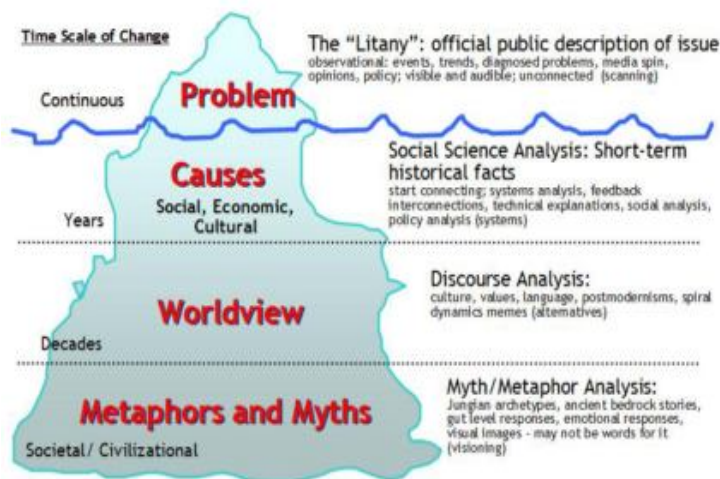 Time Scale of Change
The “Litany”: official public description of issue
observational: events, trends, diagnosed problems, media spin,
opinions, policy; visible and audible; unconnected (scanning)
Continuous
Problem
Social Science Analysis: Short-term
historical facts
start connecting; systems analysis, feedback
interconnections, technical explanations, social analysis,
policy analysis (systems)
Causes
Social, Economic,
Cultural
Years
Discourse Analysis:
culture, values, language, postmodernisms, spiral
dynamics memes (alternatives)
Worldview
Decades
Myth/Metaphor Analysis:
Jungian archetypes, ancient bedrock stories,
gut level responses, emotional responses,
visual images - may not be words for it
(visioning)
Metaphors and Myths
Societal/ Civilizational